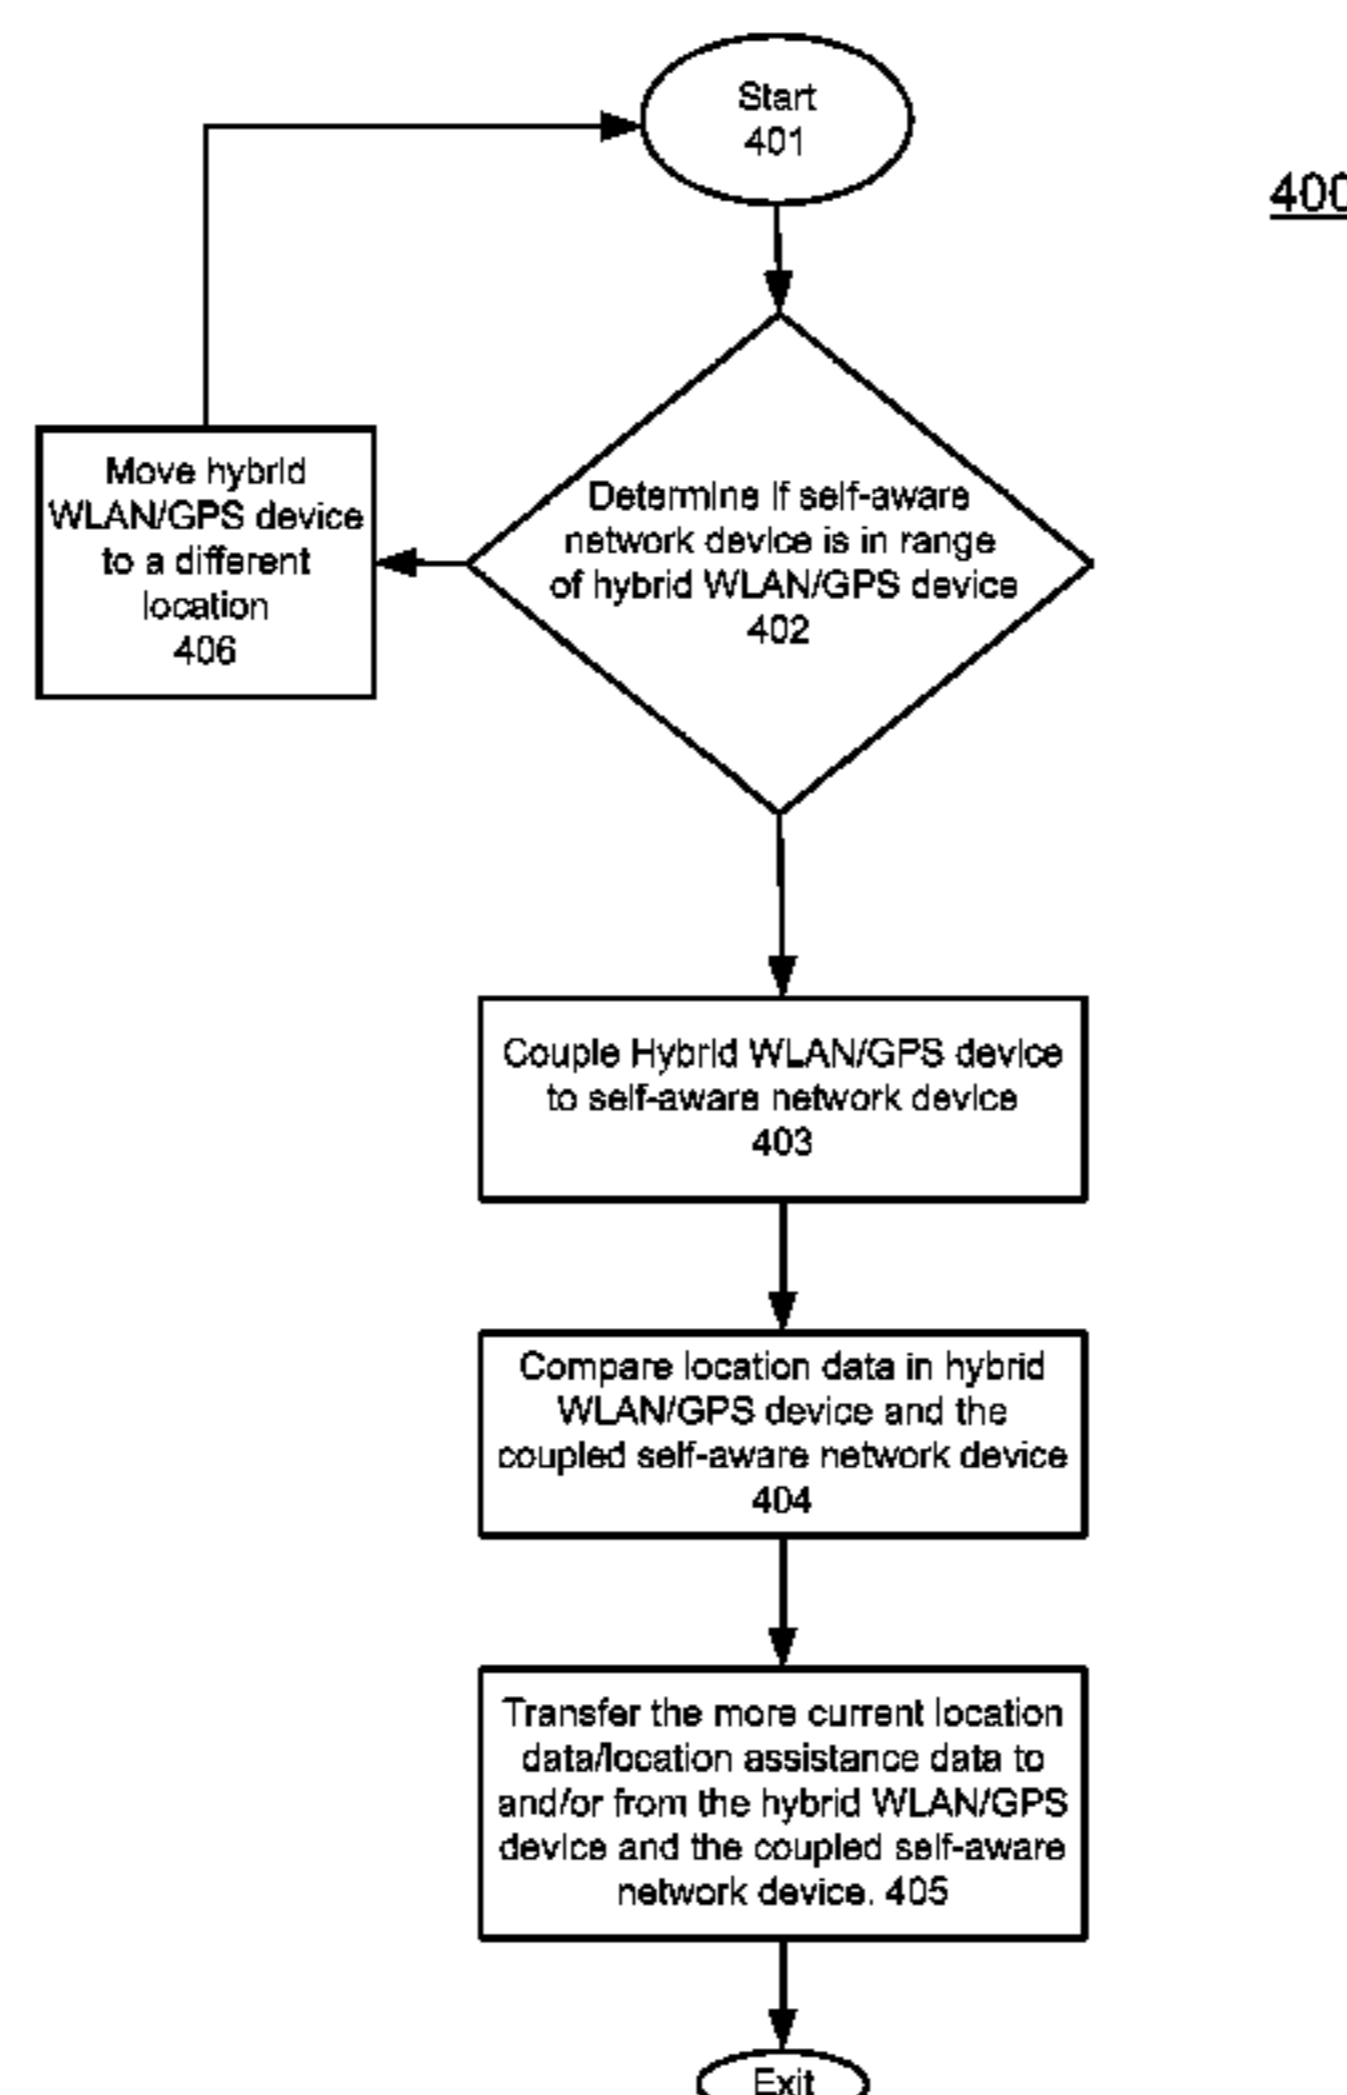 Start
401
400
Move hybrid
WLAN/GPS device
to a different
location
406
Determine if self-aware
network device is in range
of hybrid WLAN/GPS device
402
Couple Hybrid WLAN/GPS device
to self-aware network device
403
Compare location data in hybrid
WLAN/GPS device and the
coupled self-aware network device
404
Transfer the more current location
data/location assistance data to
and/or from the hybrid WLAN/GPS
device and the coupled self-aware
network device. 405
Exit